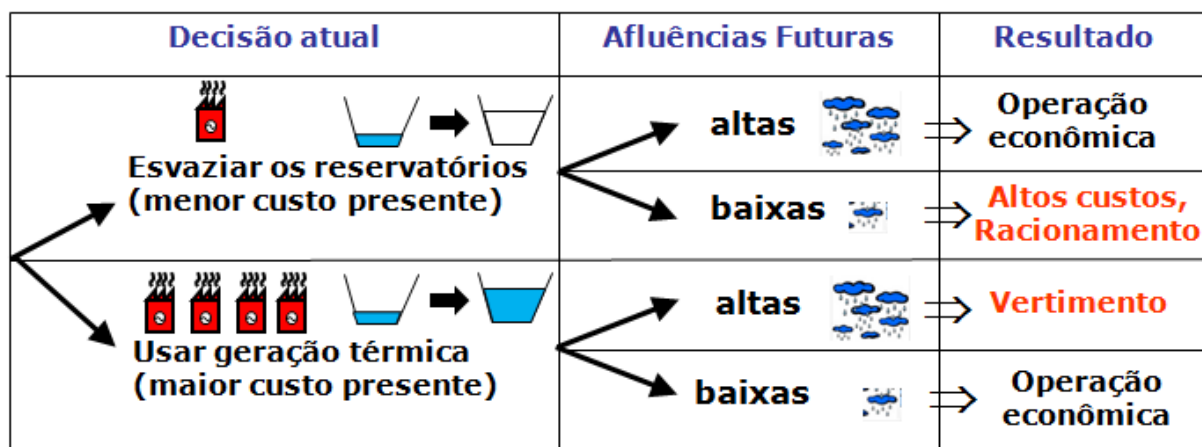 Decisão atual
Afluências Futuras
Resultado
Esvaziar os reservatórios
(menor custo presente)
altas
Operação
econômica
baixas
Altos custos,
Racionamento
Usar geração térmica
(maior custo presente)
altas
Vertimento
baixas
Operação
econômica